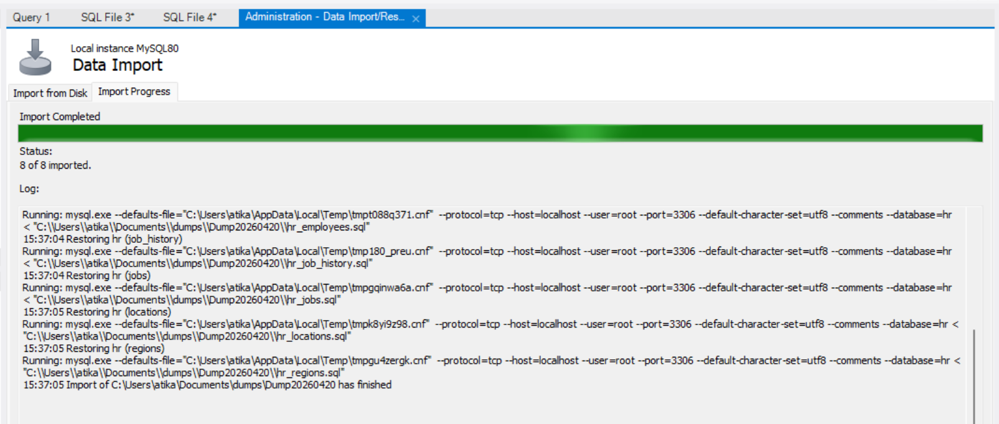 Query 1 SQL File 3* SQL File 4* Administration - Data Import/Res... ×
Local instance MySQL80
Data Import
Import from Disk Import Progress
Import Completed
Status:
8 of 8 imported.
Log:
Running: mysql.exe --defaults-file="C:\Users\atika\AppData\Local\Temp\tmpt088q371.cnf" --protocol=tcp --host=localhost --user=root --port=3306 --default-character-set=utf8 --comments --database=hr
< "C:\\Users\\atika\\Documents\\dumps\\Dump20260420\\hr_employees.sql"
15:37:04 Restoring hr (job_history)
Running: mysql.exe --defaults-file="C:\Users\atika\AppData\Local\Temp\tmp180_preu.cnf" --protocol=tcp --host=localhost --user=root --port=3306 --default-character-set=utf8 --comments --database=hr
< "C:\\Users\\atika\\Documents\\dumps\\Dump20260420\\hr_job_history.sql"
15:37:04 Restoring hr (jobs)
Running: mysql.exe --defaults-file="C:\Users\atika\AppData\Local\Temp\tmpgqinwa6a.cnf" --protocol=tcp --host=localhost --user=root --port=3306 --default-character-set=utf8 --comments --database=hr
< "C:\\Users\\atika\\Documents\\dumps\\Dump20260420\\hr_jobs.sql"
15:37:05 Restoring hr (locations)
Running: mysql.exe --defaults-file="C:\Users\atika\AppData\Local\Temp\tmpk8yi9z98.cnf" --protocol=tcp --host=localhost --user=root --port=3306 --default-character-set=utf8 --comments --database=hr <
"C:\\Users\\atika\\Documents\\dumps\\Dump20260420\\hr_locations.sql"
15:37:05 Restoring hr (regions)
Running: mysql.exe --defaults-file="C:\Users\atika\AppData\Local\Temp\tmpgu4zergk.cnf" --protocol=tcp --host=localhost --user=root --port=3306 --default-character-set=utf8 --comments --database=hr <
"C:\\Users\\atika\\Documents\\dumps\\Dump20260420\\hr_regions.sql"
15:37:05 Import of C:\Users\atika\Documents\dumps\Dump20260420 has finished